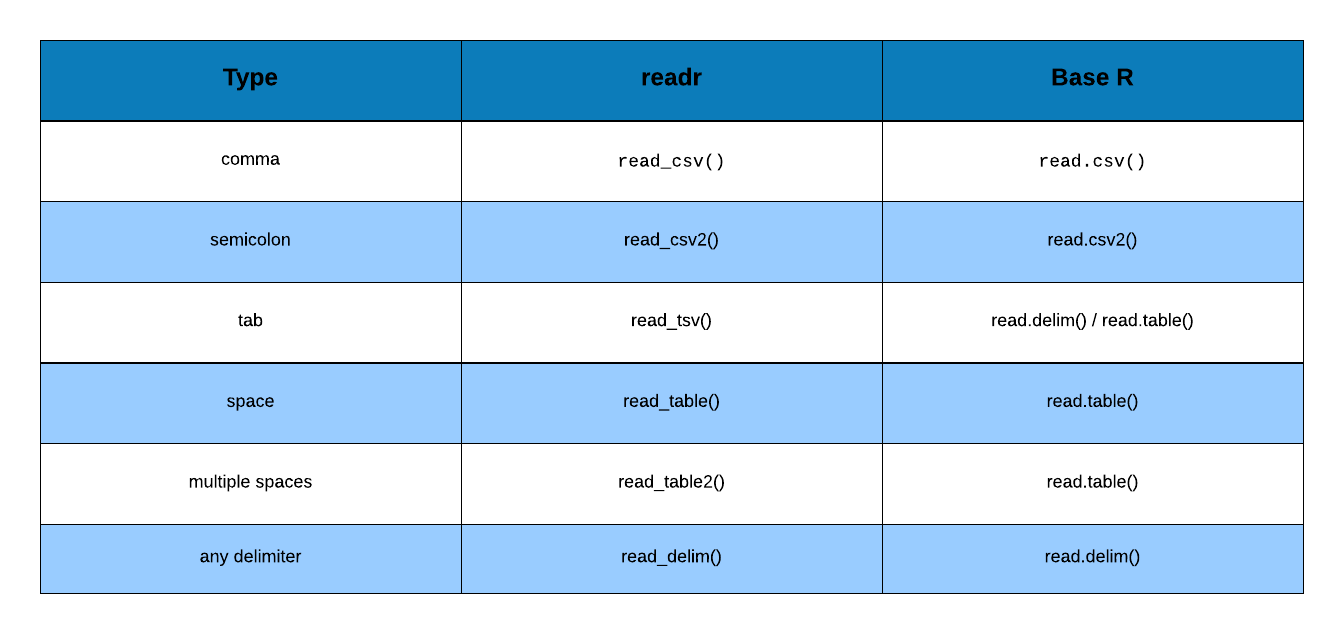 Type readr Base R
comma read_csv() read.csv()
semicolon read_csv2() read.csv2()
tab read_tsv() read.delim() / read.table()
space read_table() read.table()
multiple spaces read_table2() read.table()
any delimiter read_delim() read.delim()